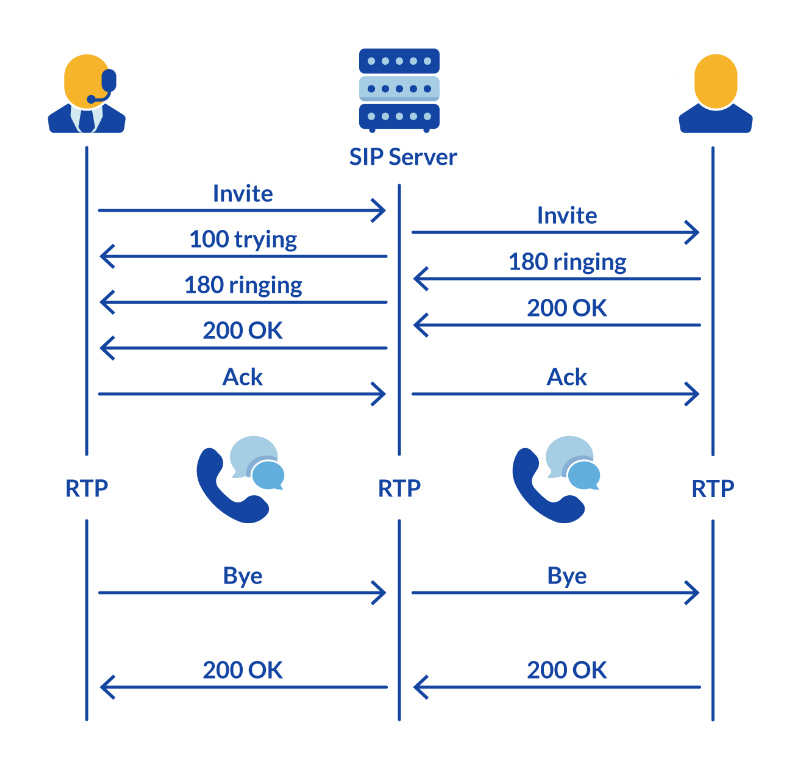 SIP Server
Invite
Invite
100 trying
180 ringing
180 ringing
200 OK
200 OK
Ack
Ack
RTP
RTP
RTP
Bye
Bye
200 OK
200 OK